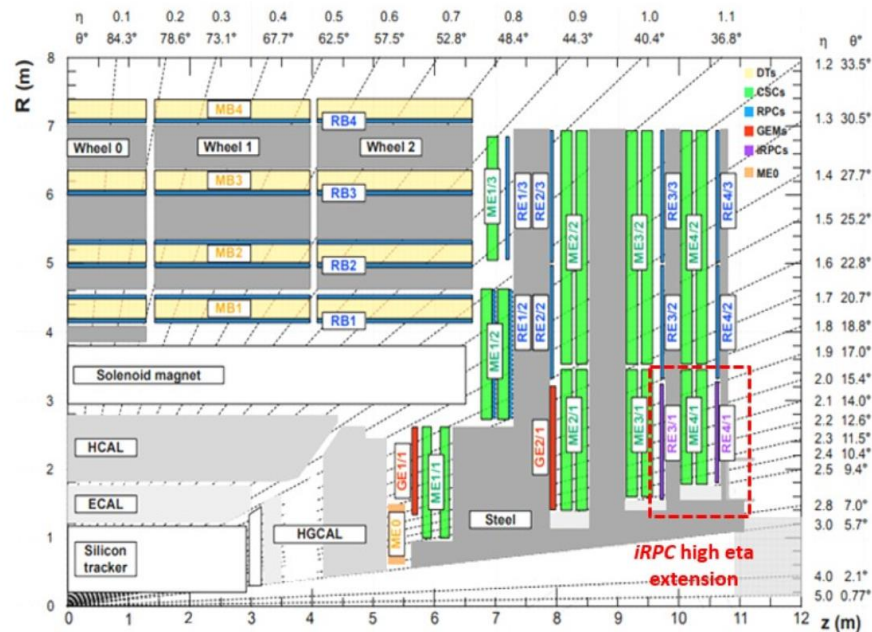 η 0.1 0.2 0.3 0.4 0.5 0.6 0.7 0.8 0.9 1.0 1.1
θ° 84.3° 78.6° 73.1° 67.7° 62.5° 57.5° 52.8° 48.4° 44.3° 40.4° 36.8° η θ°
R (m)
8 7 6 5 4 3 2 1 0
1.2 33.5°
1.3 30.5°
1.4 27.7°
1.5 25.2°
1.6 22.8°
1.7 20.7°
1.8 18.8°
1.9 17.0°
2.0 15.4°
2.1 14.0°
2.2 12.6°
2.3 11.5°
2.4 10.4°
2.5 9.4°
2.8 7.0°
3.0 5.7°
4.0 2.1°
5.0 0.77°
DTs
CSCs
RPCs
GEMs
iRPCs
ME0
MB4
RB4
Wheel 0 Wheel 1 Wheel 2
MB3
RB3
MB2
RB2
MB1
RB1
ME1/3
RE1/3
RE2/3
ME2/2
ME3/2
RE3/3
ME4/2
RE4/3
ME1/2
RE1/2
RE2/2
RE3/2
RE4/2
Solenoid magnet
HCAL
ECAL
Silicon
tracker
HGCAL
ME0
GE1/1
ME1/1
Steel
GE2/1
ME2/1
ME3/1
RE3/1
ME4/1
RE4/1
iRPC high eta
extension
0 1 2 3 4 5 6 7 8 9 10 11 12
z (m)